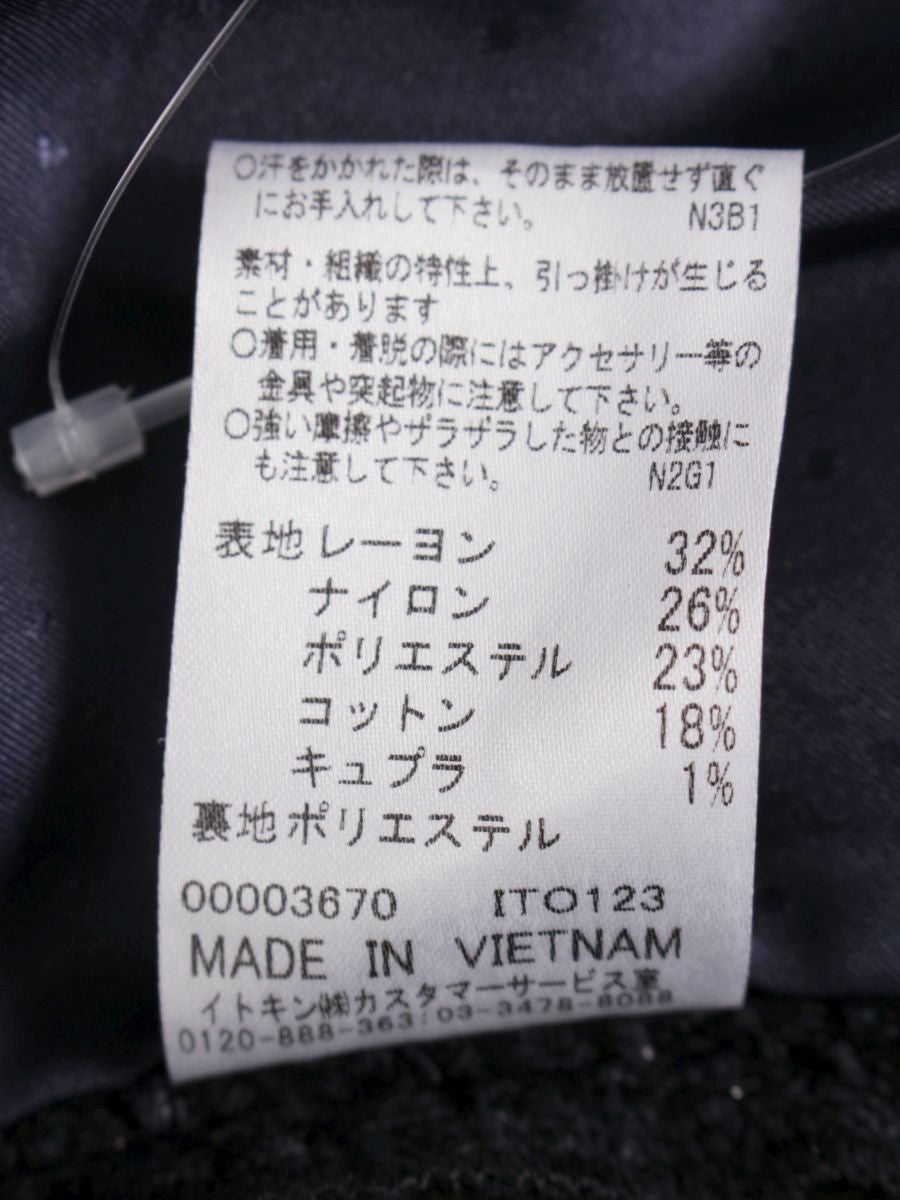 ○汗をかかれた際は、そのまま放置せず直ぐ
にお手入れして下さい。 N3B1
素材・組織の特性上、引っ掛けが生じる
ことがあります
○着用・着脱の際にはアクセサリー等の
金具や突起物に注意して下さい。
○強い摩擦やザラザラした物との接触に
も注意して下さい。 N2G1
表地 レーヨン 32%
ナイロン 26%
ポリエステル 23%
コットン 18%
キュプラ 1%
裏地 ポリエステル
00003670 ITO123
MADE IN VIETNAM
イトキン㈱カスタマーサービス室
0120-888-363:03-3478-8088